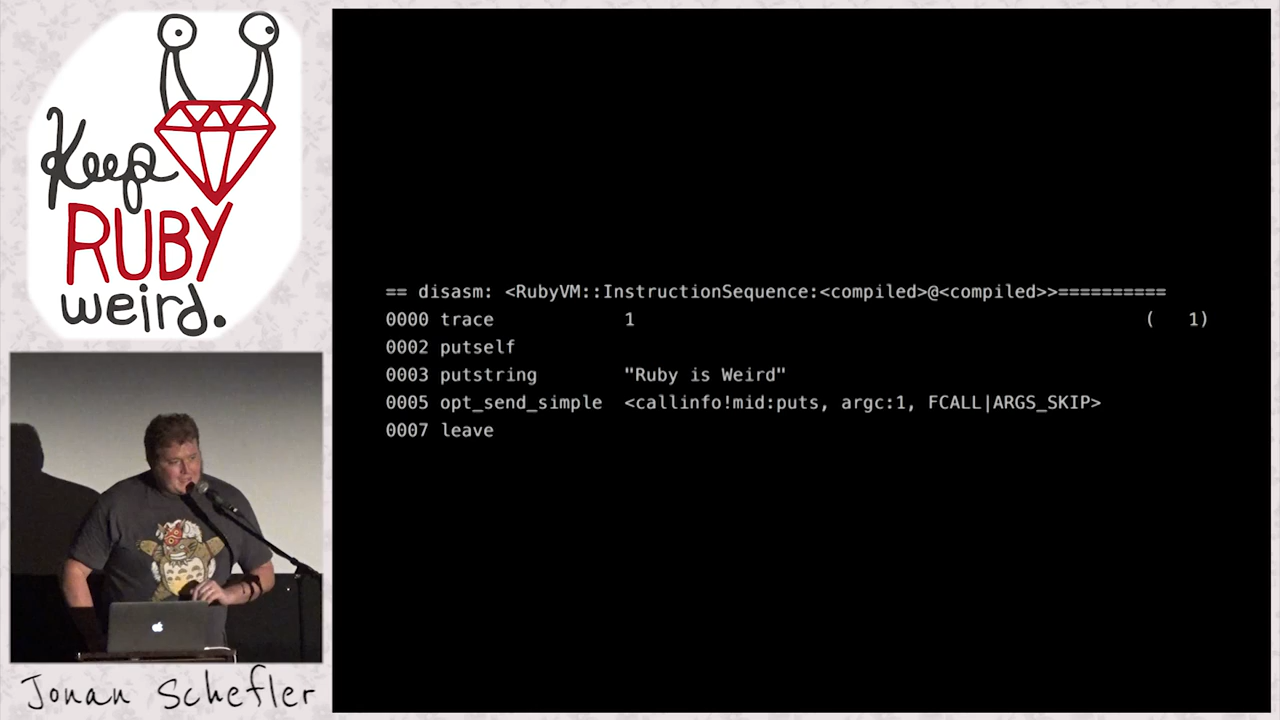 Keep
RUBY
weird.
== disasm: <RubyVM::InstructionSequence:<compiled>@<compiled>>==========
0000 trace 1 ( 1)
0002 putself
0003 putstring "Ruby is Weird"
0005 opt_send_simple <callinfo!mid:puts, argc:1, FCALL|ARGS_SKIP>
0007 leave
Jonan Schefler